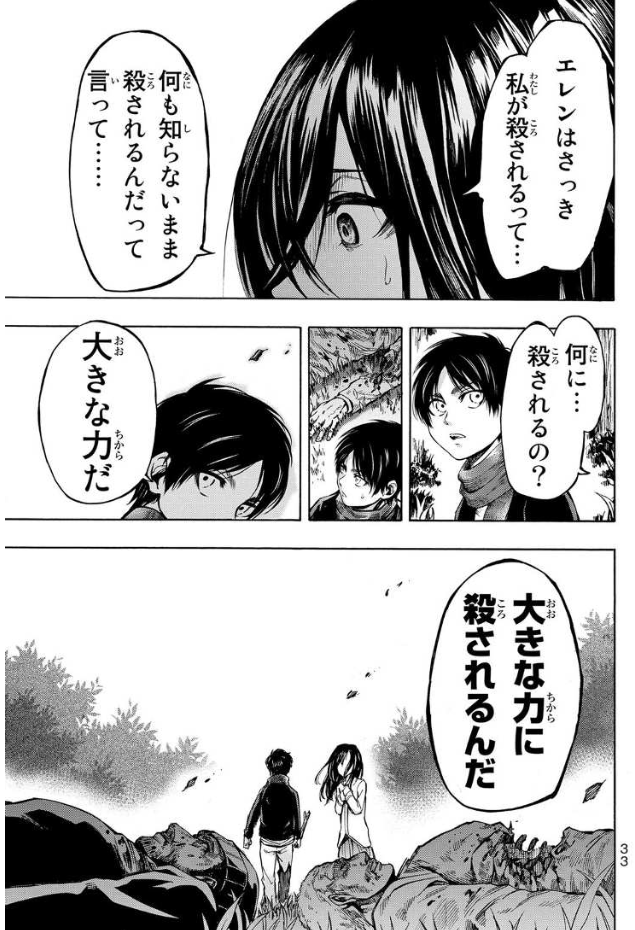 エレンはさっき
私が殺されるって…
何も知らないまま
殺されるんだって
言って……
何に…
殺されるの?
大きな力だ
大きな力に
殺されるんだ
33